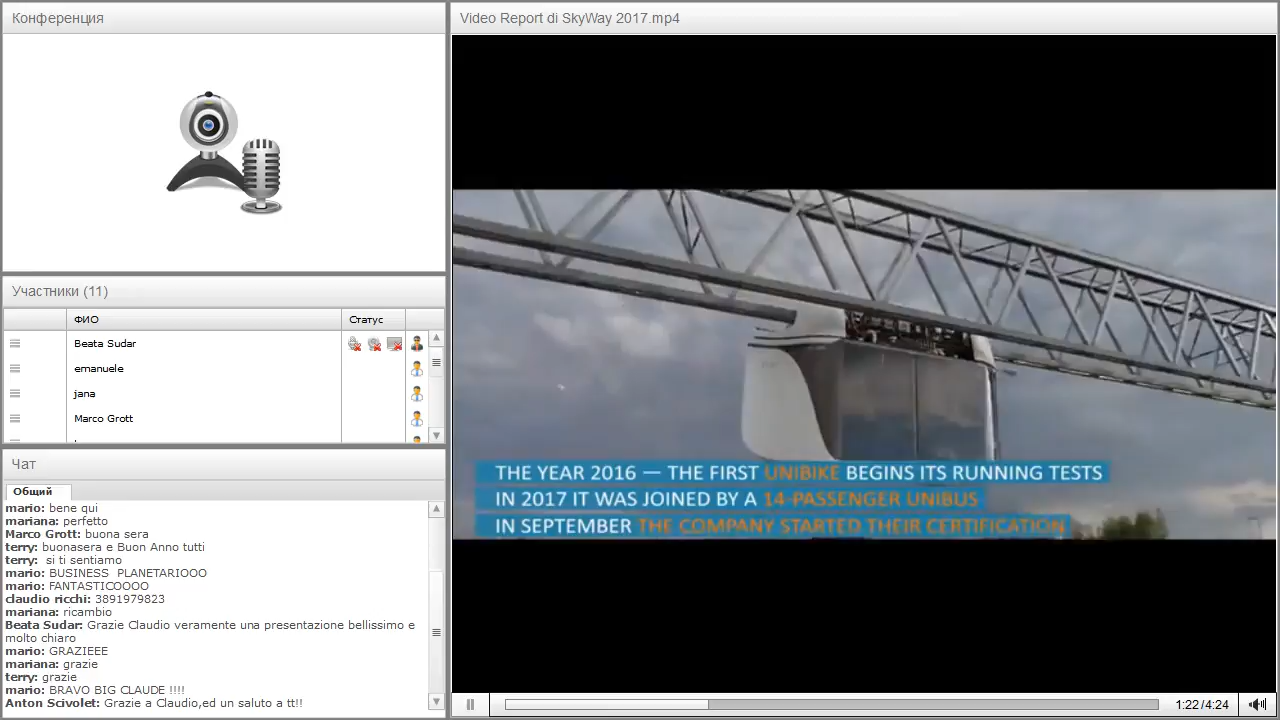 Конференция
Участники (11)
ФИО
Статус
Beata Sudar
emanuele
jana
Marco Grott
Чат
Общий
mario: bene qui
mariana: perfetto
Marco Grott: buona sera
terry: buonasera e Buon Anno tutti
terry: si ti sentiamo
mario: BUSINESS PLANETARIOOO
mario: FANTASTICOOOO
claudio ricchi: 3891979823
mariana: ricambio
Beata Sudar: Grazie Claudio veramente una presentazione bellissimo e
molto chiaro
mario: GRAZIEEE
mariana: grazie
terry: grazie
mario: BRAVO BIG CLAUDE !!!!
Anton Scivolet: Grazie a Claudio,ed un saluto a tt!!
Video Report di SkyWay 2017.mp4
THE YEAR 2016 — THE FIRST UNIBIKE BEGINS ITS RUNNING TESTS
IN 2017 IT WAS JOINED BY A 14-PASSENGER UNIBUS
IN SEPTEMBER THE COMPANY STARTED THEIR CERTIFICATION
1:22/4:24